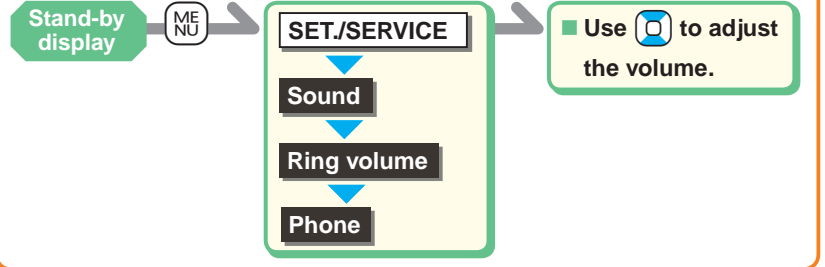 Stand-by
display
ME
NU
SET./SERVICE
Sound
Ring volume
Phone
■ Use to adjust
the volume.